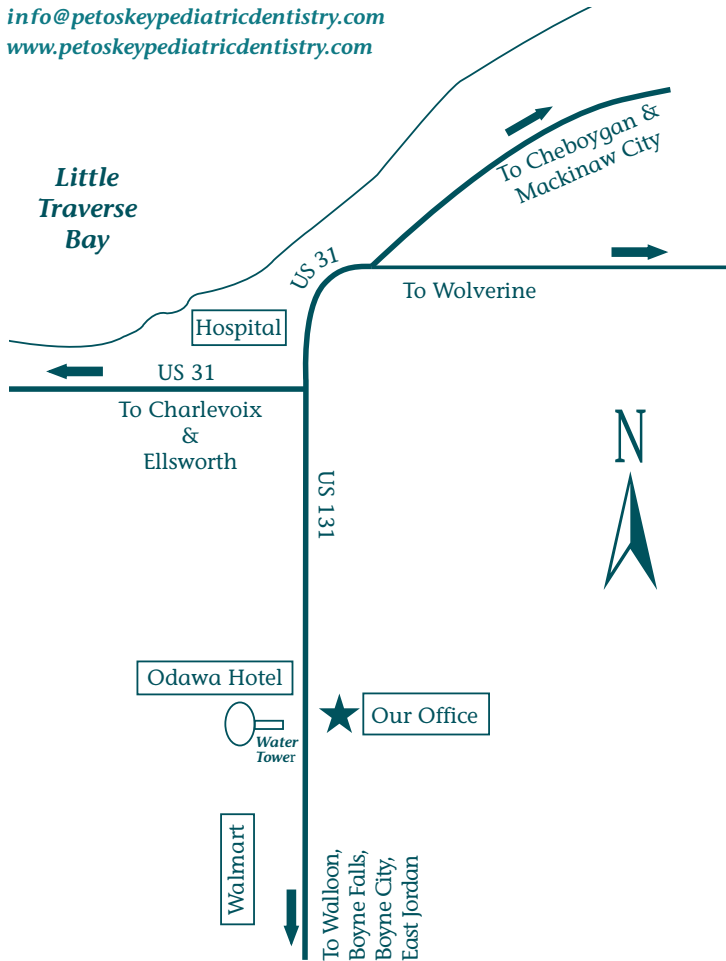 info@petoskeypediatricdentistry.com
www.petoskeypediatricdentistry.com
To Cheboygan &
Mackinaw City
Little
Traverse
Bay
US 31
To Wolverine
Hospital
US 31
To Charlevoix
&
Ellsworth
N
US 131
Odawa Hotel
Our Office
Water
Tower
Walmart
To Walloon,
Boyne Falls,
Boyne City,
East Jordan